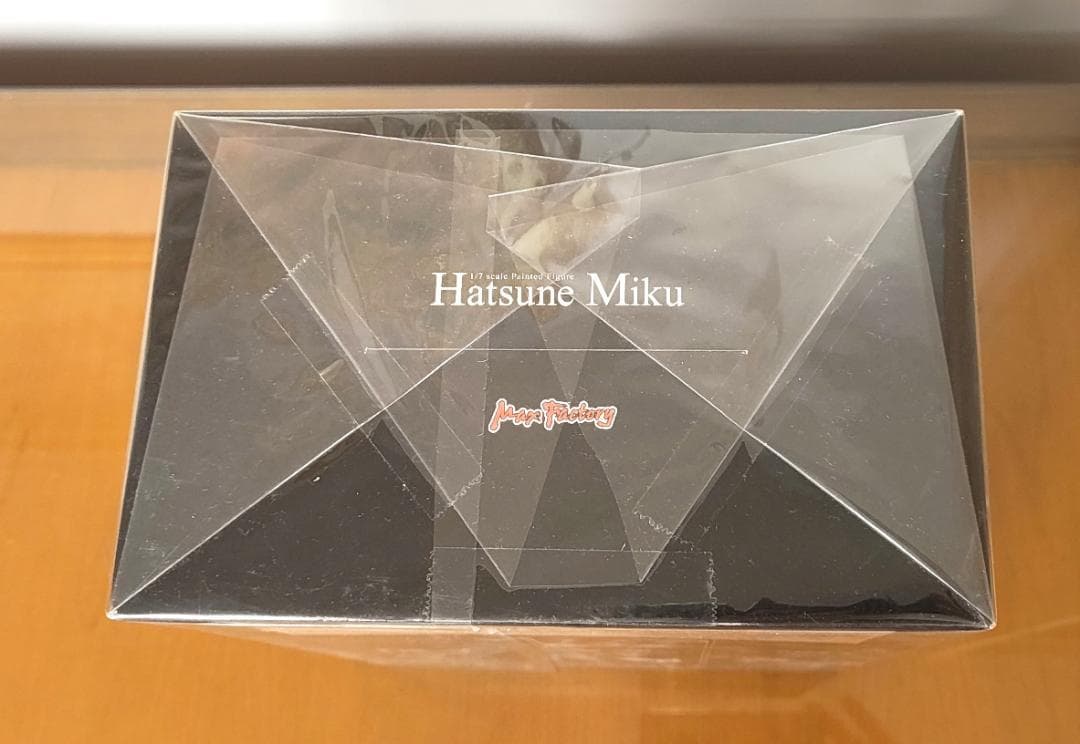 1/7 scale Painted Figure
Hatsune Miku
Max Factory